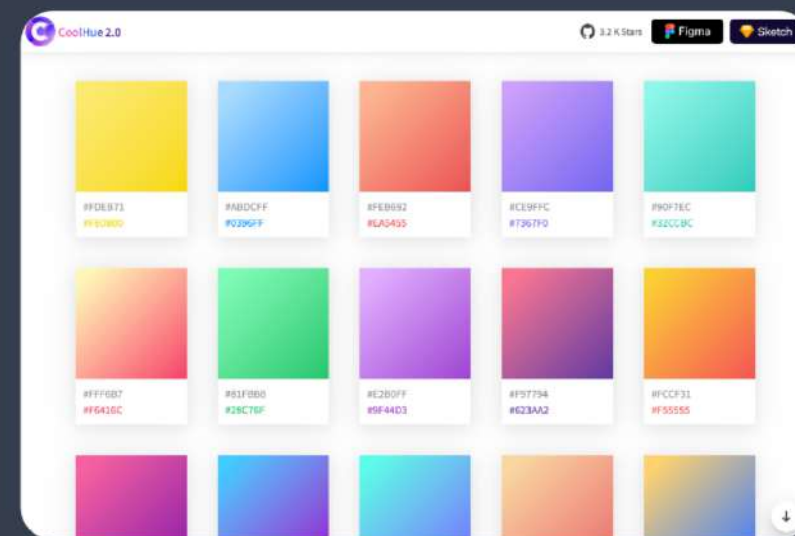 CoolHue 2.0
3.2 K Stars
Figma
Sketch
#FDEB71
#F8D800
#ABDCFF
#0396FF
#FEB692
#EA5455
#CE9FFC
#7367F0
#90F7EC
#32CCBC
#FFF6B7
#F6416C
#81FBB8
#28C76F
#E2B0FF
#9F44D3
#F97794
#623AA2
#FCCF31
#F55555